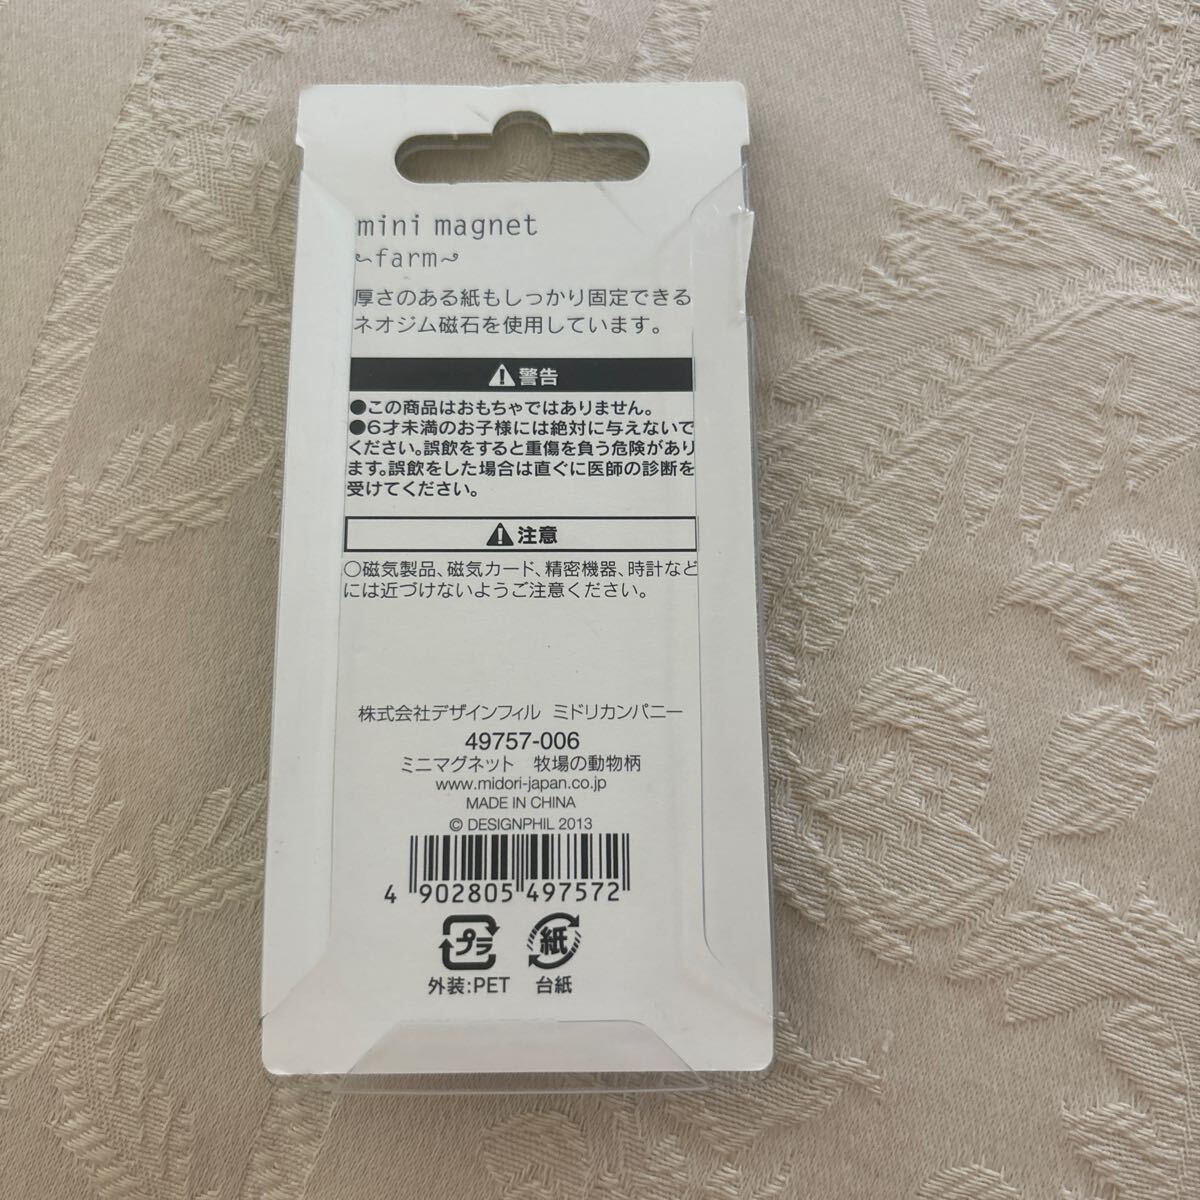 mini magnet
~farm~
厚さのある紙もしっかり固定できる
ネオジム磁石を使用しています。
警告
●この商品はおもちゃではありません。
●6才未満のお子様には絶対に与えないで
ください。誤飲をすると重傷を負う危険があり
ます。誤飲をした場合は直ぐに医師の診断を
受けてください。
注意
○磁気製品、磁気カード、精密機器、時計など
には近づけないようご注意ください。
株式会社デザインフィル ミドリカンパニー
49757-006
ミニマグネット 牧場の動物柄
www.midori-japan.co.jp
MADE IN CHINA
© DESIGNPHIL 2013
4 902805 497572
プラ 紙
外装:PET 台紙